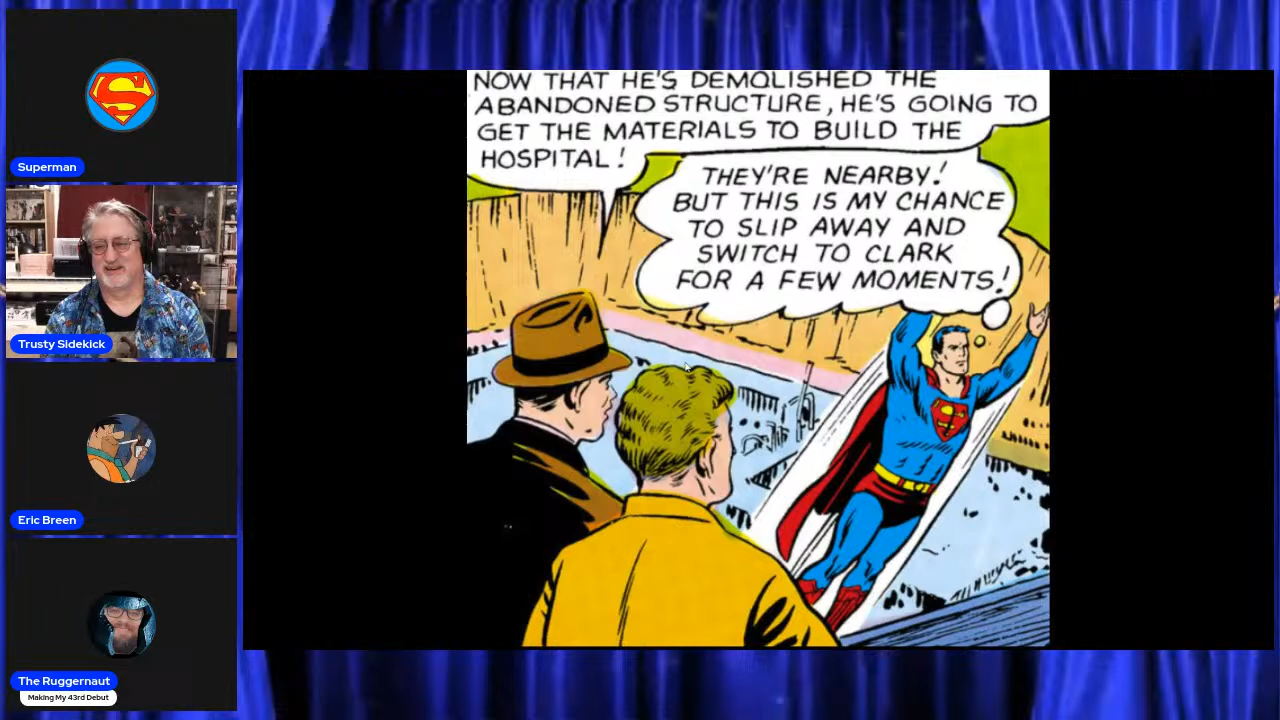 Superman
Trusty Sidekick
Eric Breen
The Ruggernaut
Making My 43rd Debut
NOW THAT HE'S DEMOLISHED THE
ABANDONED STRUCTURE, HE'S GOING TO
GET THE MATERIALS TO BUILD THE
HOSPITAL!
THEY'RE NEARBY!
BUT THIS IS MY CHANCE
TO SLIP AWAY AND
SWITCH TO CLARK
FOR A FEW MOMENTS!
S
S